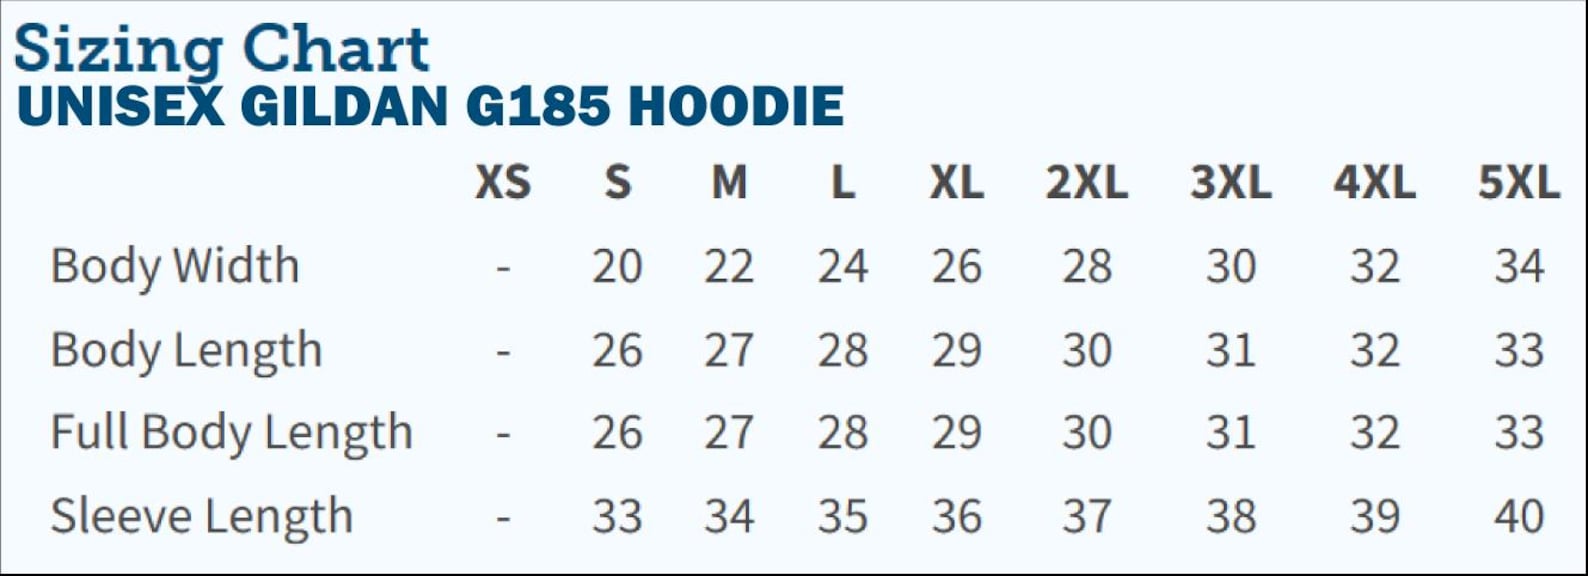 Sizing Chart
UNISEX GILDAN G185 HOODIE
XS S M L XL 2XL 3XL 4XL 5XL
Body Width - 20 22 24 26 28 30 32 34
Body Length - 26 27 28 29 30 31 32 33
Full Body Length - 26 27 28 29 30 31 32 33
Sleeve Length - 33 34 35 36 37 38 39 40